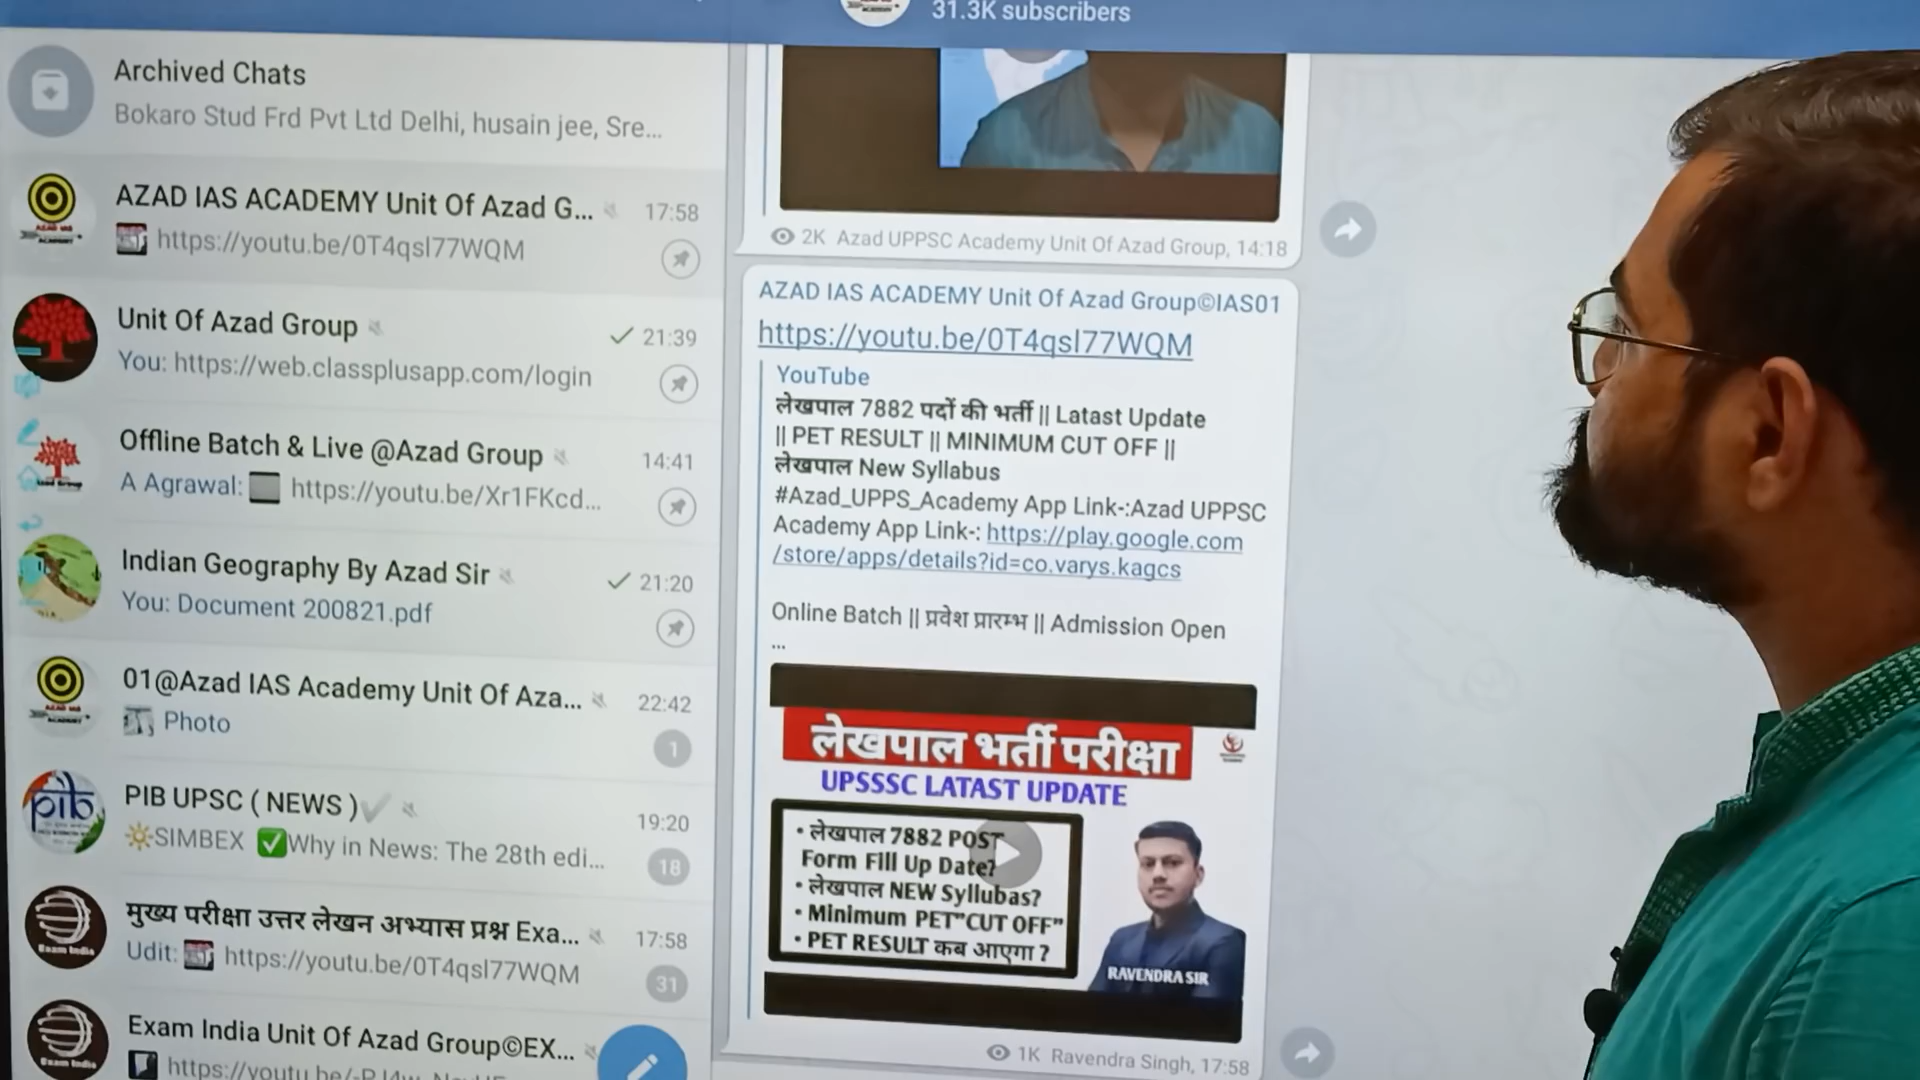 31.3K subscribers
Archived Chats
Bokaro Stud Frd Pvt Ltd Delhi, husain jee, Sre...
AZAD IAS ACADEMY Unit Of Azad G... 17:58
https://youtu.be/0T4qsl77WQM
Unit Of Azad Group 21:39
You: https://web.classplusapp.com/login
Offline Batch & Live @Azad Group 14:41
A Agrawal: https://youtu.be/Xr1FKcd...
Indian Geography By Azad Sir 21:20
You: Document 200821.pdf
01@Azad IAS Academy Unit Of Aza... 22:42
Photo 1
pib
PIB UPSC ( NEWS ) 19:20
SIMBEX Why in News: The 28th edi... 18
मुख्य परीक्षा उत्तर लेखन अभ्यास प्रश्न Exa... 17:58
Exam India
Udit: https://youtu.be/0T4qsl77WQM 31
Exam India Unit Of Azad Group©EX...
Exam India
2K Azad UPPSC Academy Unit Of Azad Group, 14:18
AZAD IAS ACADEMY Unit Of Azad Group©IAS01
https://youtu.be/0T4qsl77WQM
YouTube
लेखपाल 7882 पदों की भर्ती || Latast Update
|| PET RESULT || MINIMUM CUT OFF ||
लेखपाल New Syllabus
#Azad_UPPS_Academy App Link-:Azad UPPSC
Academy App Link-: https://play.google.com
/store/apps/details?id=co.varys.kagcs
Online Batch || प्रवेश प्रारम्भ || Admission Open
...
लेखपाल भर्ती परीक्षा
UPSSSC LATAST UPDATE
• लेखपाल 7882 POST
Form Fill Up Date?
• लेखपाल NEW Syllubas?
• Minimum PET"CUT OFF"
• PET RESULT कब आएगा ?
RAVENDRA SIR
1K Ravendra Singh, 17:58